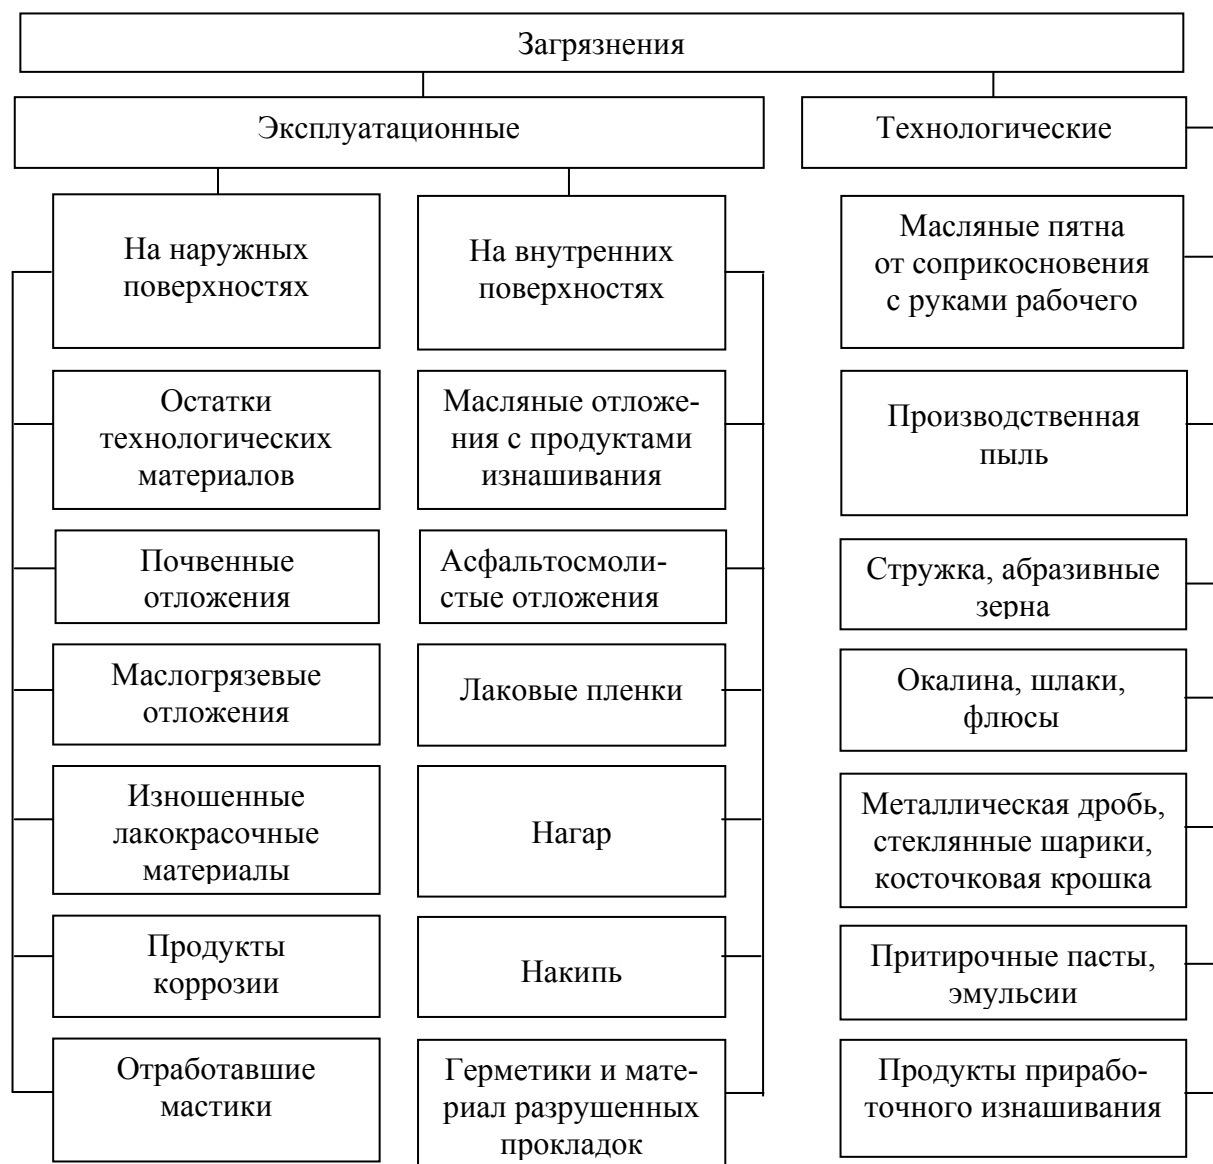 Загрязнения
Эксплуатационные
Технологические
На наружных
поверхностях
На внутренних
поверхностях
Масляные пятна
от соприкосновения
с руками рабочего
Остатки
технологических
материалов
Масляные отложе-
ния с продуктами
изнашивания
Производственная
пыль
Почвенные
отложения
Асфальтосмоли-
стые отложения
Стружка, абразивные
зерна
Маслогрязевые
отложения
Лаковые пленки
Окалина, шлаки,
флюсы
Изношенные
лакокрасочные
материалы
Нагар
Металлическая дробь,
стеклянные шарики,
косточковая крошка
Продукты
коррозии
Накипь
Притирочные пасты,
эмульсии
Отработавшие
мастики
Герметики и мате-
риал разрушенных
прокладок
Продукты прирабо-
точного изнашивания